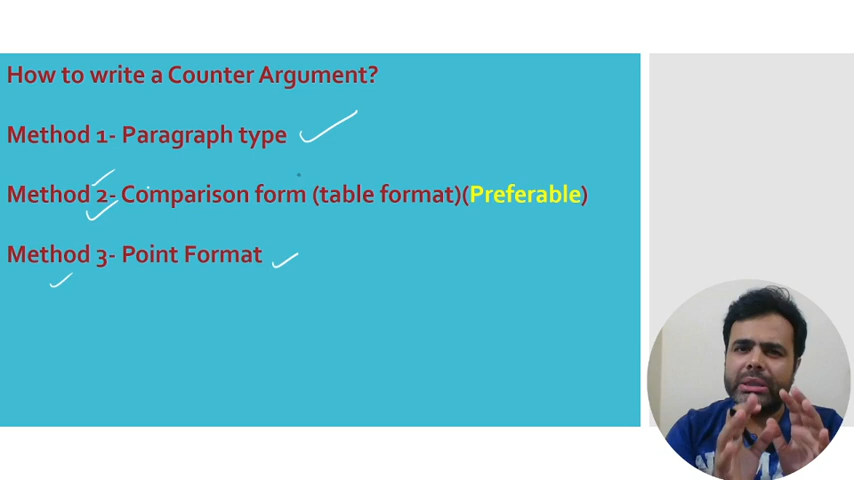 How to write a Counter Argument?
Method 1- Paragraph type
Method 2- Comparison form (table format)(Preferable)
Method 3- Point Format